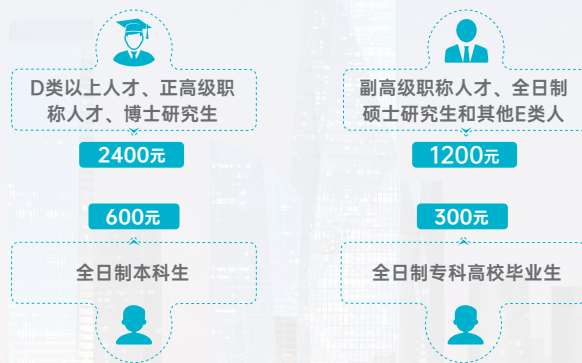 D类以上人才、正高级职
称人才、博士研究生
2400元
副高级职称人才、全日制
硕士研究生和其他E类人
1200元
600元
全日制本科生
300元
全日制专科高校毕业生